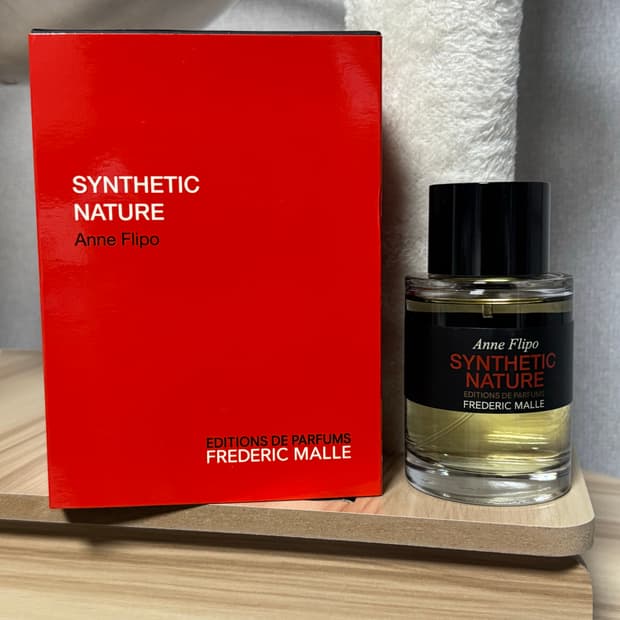 SYNTHETIC
NATURE
Anne Flipo
EDITIONS DE PARFUMS
FREDERIC MALLE
Anne Flipo
SYNTHETIC
NATURE
EDITIONS DE PARFUMS
FREDERIC MALLE